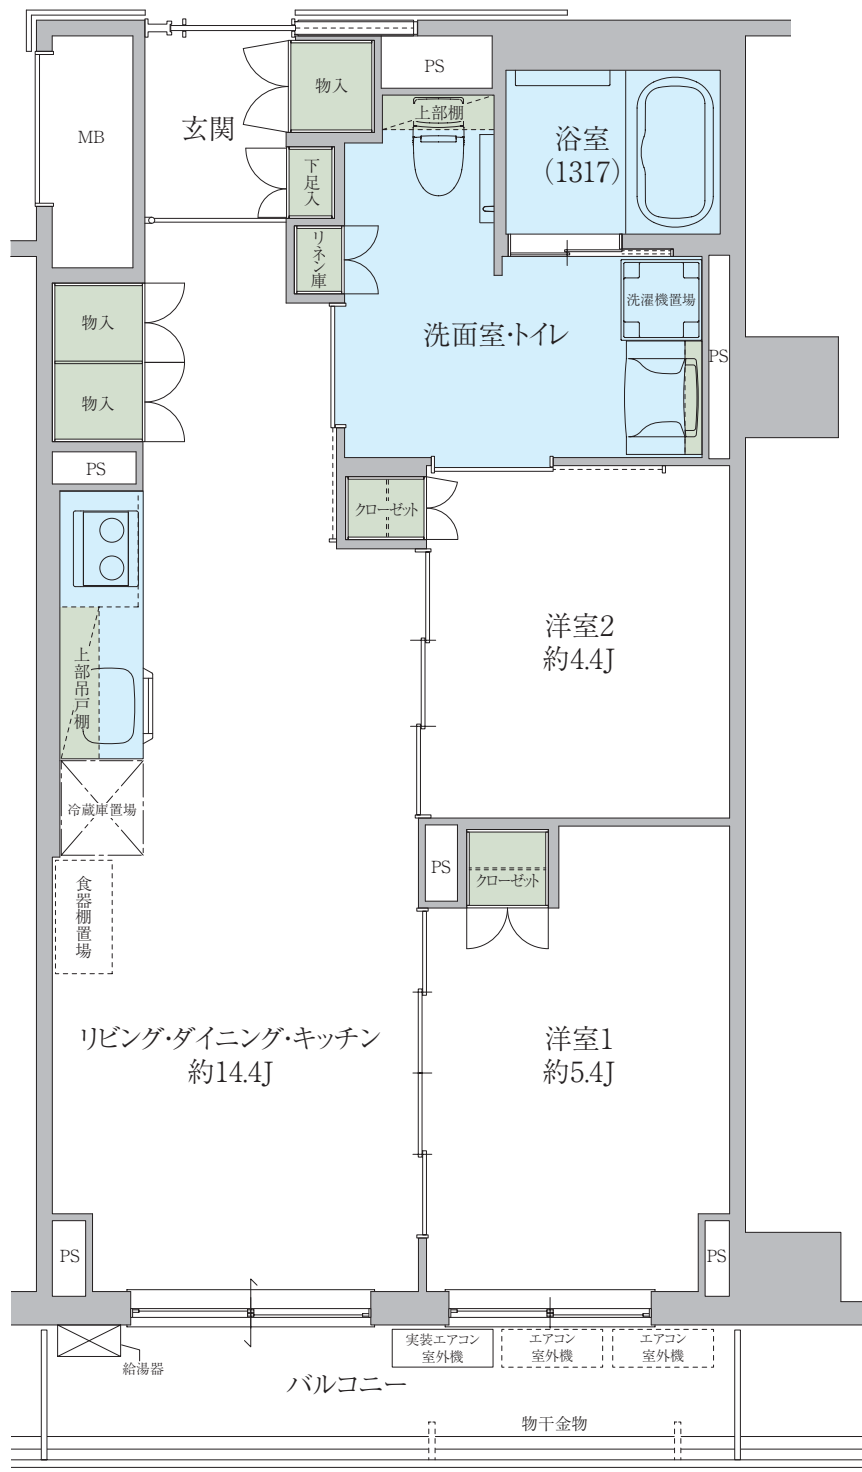 PS
物入
上部棚
玄関
MB
浴室
(1317)
下足入
リネン庫
洗濯機置場
物入
洗面室・トイレ
PS
物入
PS
クローゼット
洋室2
約4.4J
上部吊戸棚
冷蔵庫置場
PS
クローゼット
食器棚置場
リビング・ダイニング・キッチン
約14.4J
洋室1
約5.4J
PS
PS
実装エアコン
室外機
エアコン
室外機
エアコン
室外機
給湯器
バルコニー
物干金物